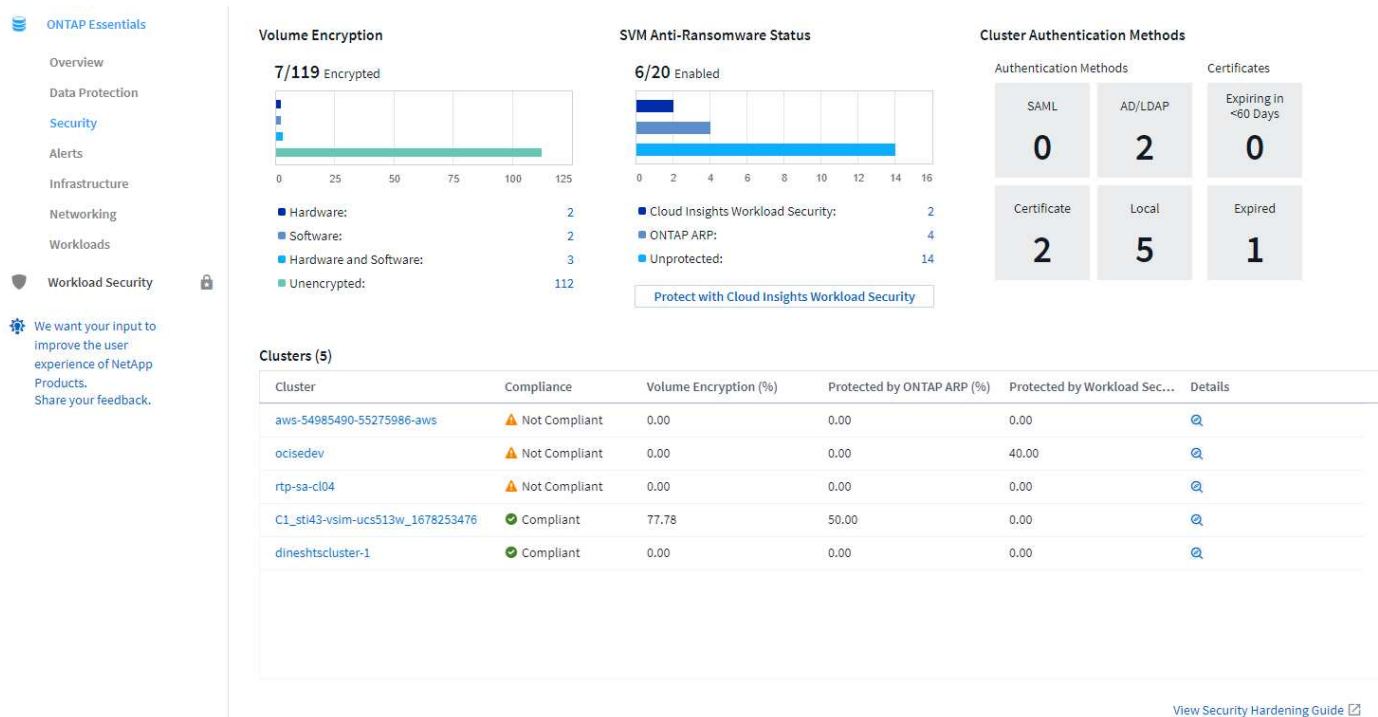 ONTAP Essentials
Overview
Data Protection
Security
Alerts
Infrastructure
Networking
Workloads
Workload Security
We want your input to
improve the user
experience of NetApp
Products.
Share your feedback.
Volume Encryption
7/119 Encrypted
0 25 50 75 100 125
Hardware: 2
Software: 2
Hardware and Software: 3
Unencrypted: 112
SVM Anti-Ransomware Status
6/20 Enabled
0 2 4 6 8 10 12 14 16
Cloud Insights Workload Security: 2
ONTAP ARP: 4
Unprotected: 14
Protect with Cloud Insights Workload Security
Cluster Authentication Methods
Authentication Methods Certificates
SAML AD/LDAP Expiring in
<60 Days
0 2 0
Certificate Local Expired
2 5 1
Clusters (5)
Cluster Compliance Volume Encryption (%) Protected by ONTAP ARP (%) Protected by Workload Sec... Details
aws-54985490-55275986-aws Not Compliant 0.00 0.00 0.00
ocisedev Not Compliant 0.00 0.00 40.00
rtp-sa-cl04 Not Compliant 0.00 0.00 0.00
C1_sti43-vsim-ucs513w_1678253476 Compliant 77.78 50.00 0.00
dineshtscluster-1 Compliant 0.00 0.00 0.00
View Security Hardening Guide